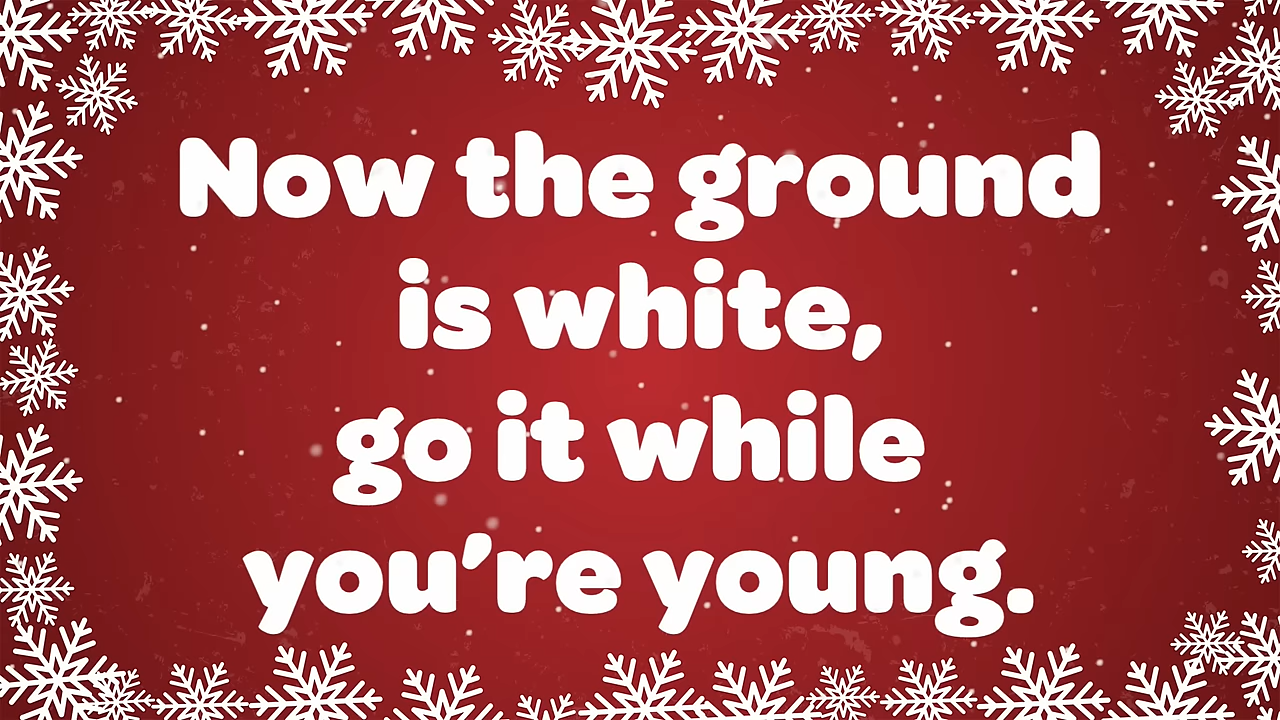 Now the ground
is white,
go it while
you’re young.